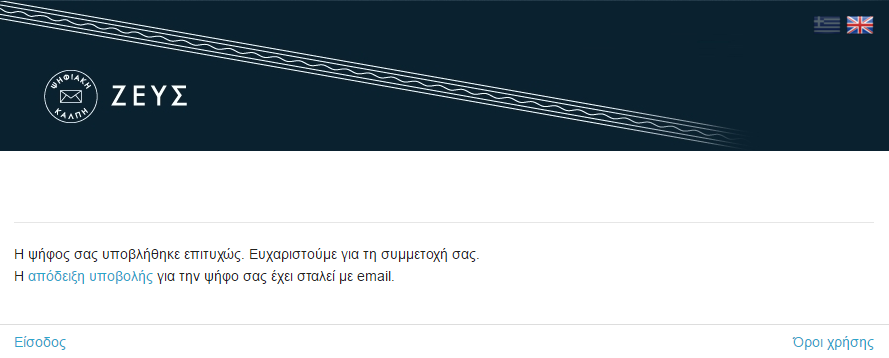 ΨΗΦΙΑΚΗ
ΚΑΛΠΗ
ΖΕΥΣ
Η ψήφος σας υποβλήθηκε επιτυχώς. Ευχαριστούμε για τη συμμετοχή σας.
Η απόδειξη υποβολής για την ψήφο σας έχει σταλεί με email.
Είσοδος
Όροι χρήσης